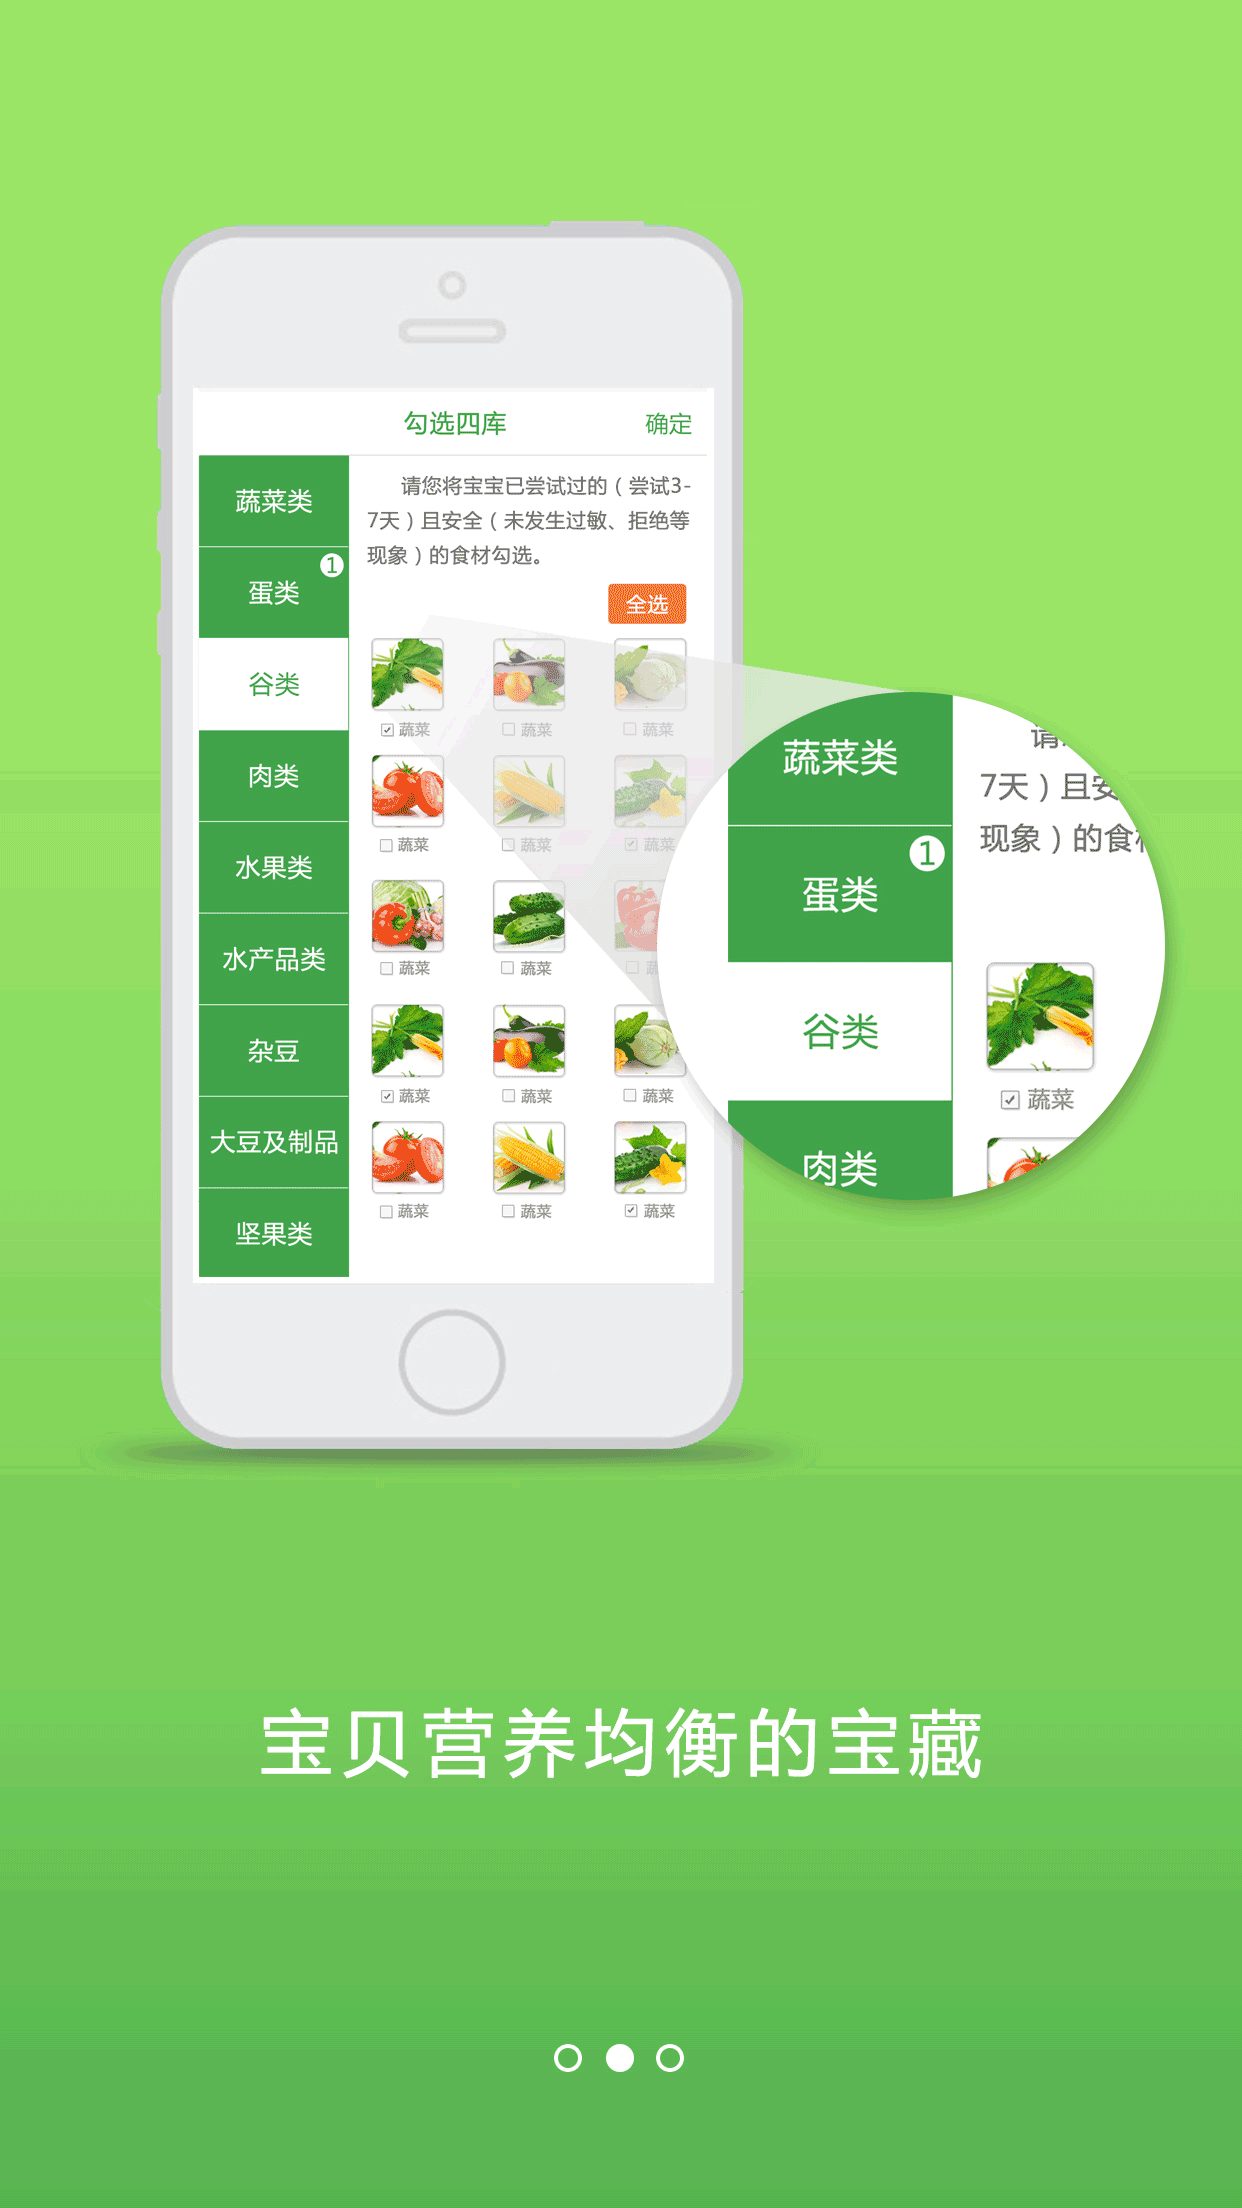 勾选四库 确定
蔬菜类
蛋类 1
谷类
肉类
水果类
水产品类
杂豆
大豆及制品
坚果类
请您将宝宝已尝试过的（尝试3-
7天）且安全（未发生过敏、拒绝等
现象）的食材勾选。
全选
蔬菜 蔬菜 蔬菜
蔬菜 蔬菜 蔬菜
蔬菜 蔬菜
蔬菜 蔬菜 蔬菜
蔬菜 蔬菜 蔬菜
蔬菜类
蛋类 1
谷类
肉类
请
7天）且安
现象）的食材
蔬菜
宝贝营养均衡的宝藏